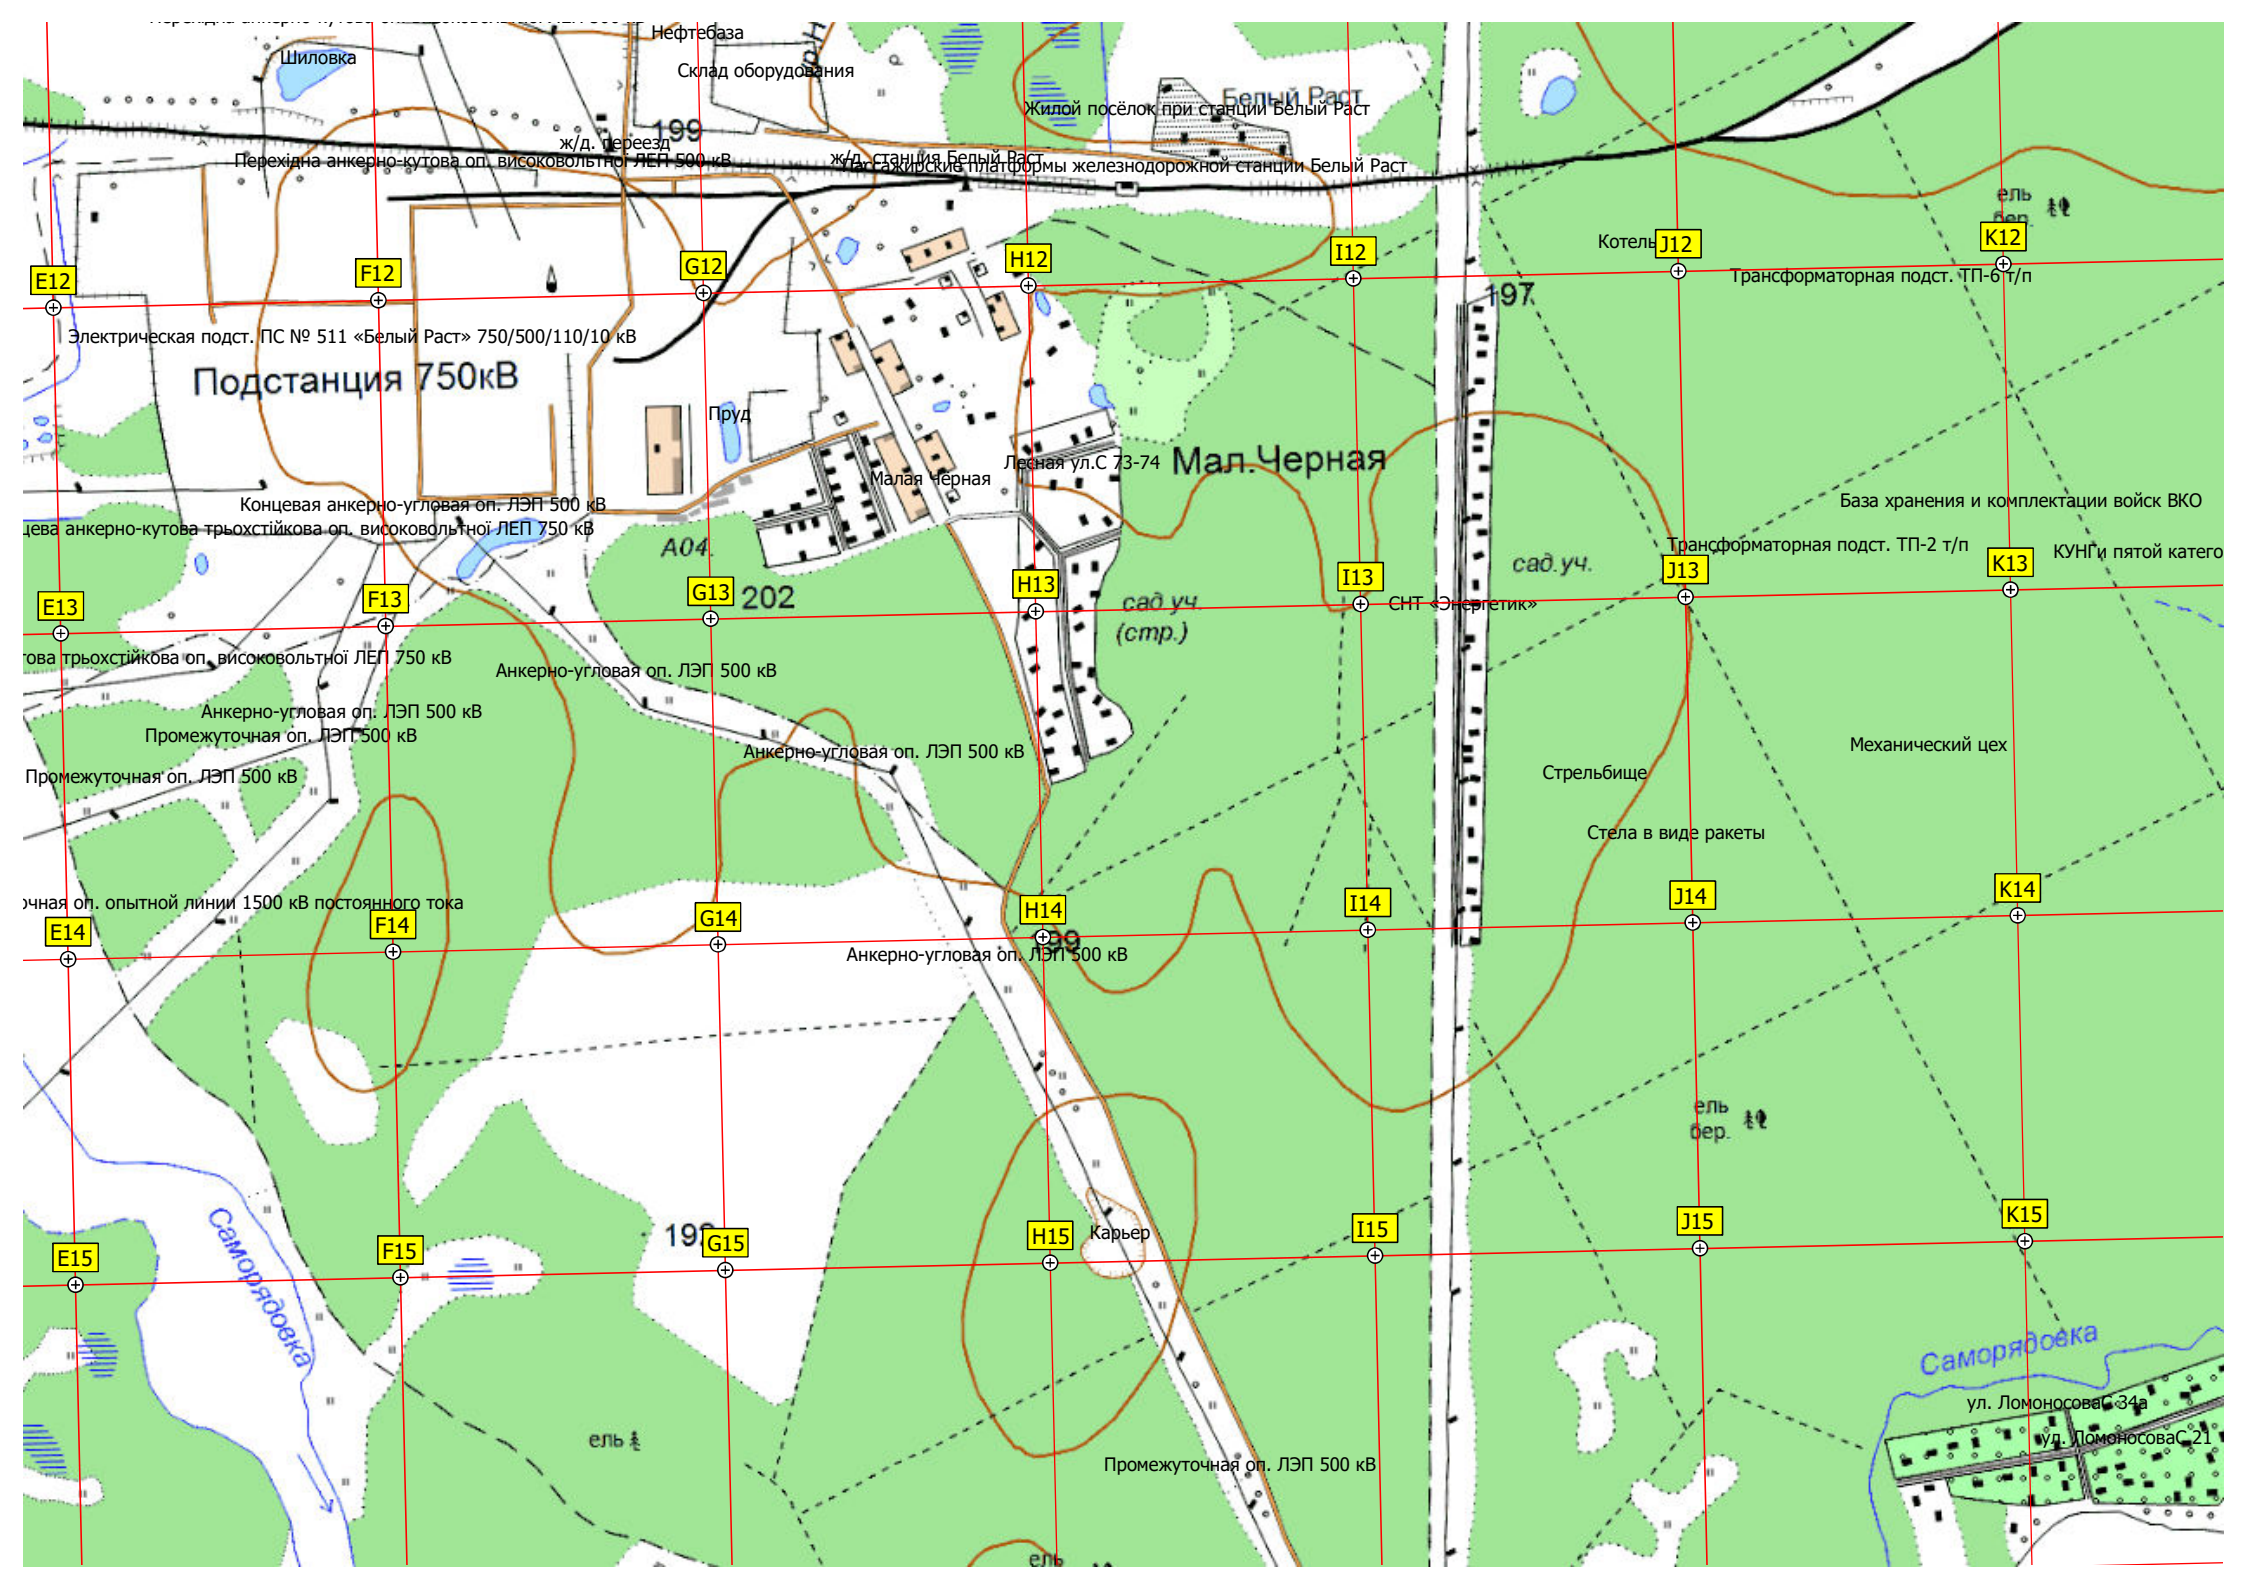 Нефтебаза
Шиловка
Склад оборудования
Белый Раст
Жилой посёлок при станции Белый Раст
199
ж/д. переезд
Перехідна анкерно-кутова оп. високовольтної ЛЕП 500 кВ
ж/д. станция Белый Раст
Пассажирские платформы железнодорожной станции Белый Раст
ель
бер.
Котель
E12
F12
G12
H12
I12
J12
K12
Трансформаторная подст. ТП-6 т/п
197
Электрическая подст. ПС № 511 «Белый Раст» 750/500/110/10 кВ
Подстанция 750кВ
Пруд
Лесная ул.С 73-74
Мал.Черная
Малая Черная
Концевая анкерно-угловая оп. ЛЭП 500 кВ
База хранения и комплектации войск ВКО
цева анкерно-кутова трьохстійкова оп. високовольтної ЛЕП 750 кВ
А04.
Трансформаторная подст. ТП-2 т/п
КУНГи пятой катего
сад.уч.
E13
F13
G13
H13
I13
J13
K13
202
сад.уч.
(стр.)
СНТ «Энергетик»
това трьохстійкова оп. високовольтної ЛЕП 750 кВ
Анкерно-угловая оп. ЛЭП 500 кВ
Анкерно-угловая оп. ЛЭП 500 кВ
Промежуточная оп. ЛЭП 500 кВ
Анкерно-угловая оп. ЛЭП 500 кВ
Механический цех
Промежуточная оп. ЛЭП 500 кВ
Стрельбище
Стела в виде ракеты
очная оп. опытной линии 1500 кВ постоянного тока
E14
F14
G14
H14
I14
J14
K14
199
Анкерно-угловая оп. ЛЭП 500 кВ
ель
бер.
Саморядовка
192
Карьер
E15
F15
G15
H15
I15
J15
K15
Саморядовка
ул. ЛомоносоваС 34а
ель
ул. ЛомоносоваС 21
Промежуточная оп. ЛЭП 500 кВ
ель